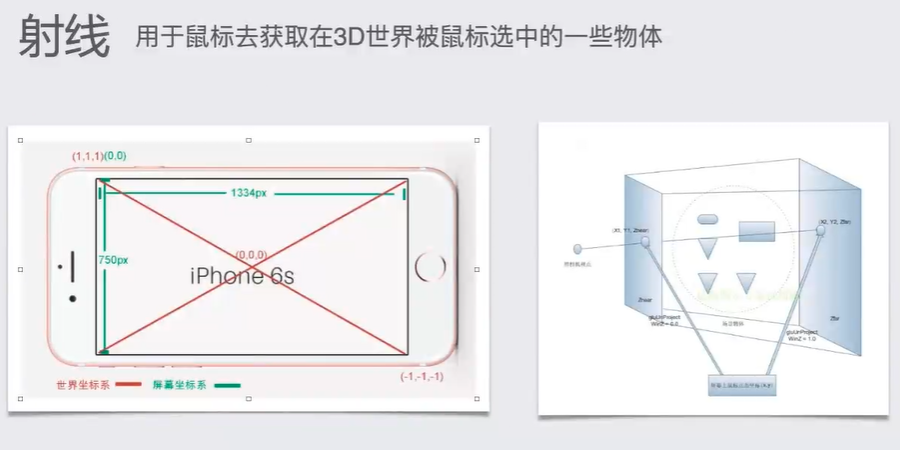 射线
用于鼠标去获取在3D世界被鼠标选中的一些物体
(1,1,1)(0.0)
1334px
750px
(0,0,0)
iPhone 6s
(-1,-1,-1)
世界坐标系
屏幕坐标系
(X1, Y1, Znear)
(X2, Y2, Zfar)
Znear
gluUnProject
WinZ = 0.0
Zfar
gluUnProject
WinZ = 1.0